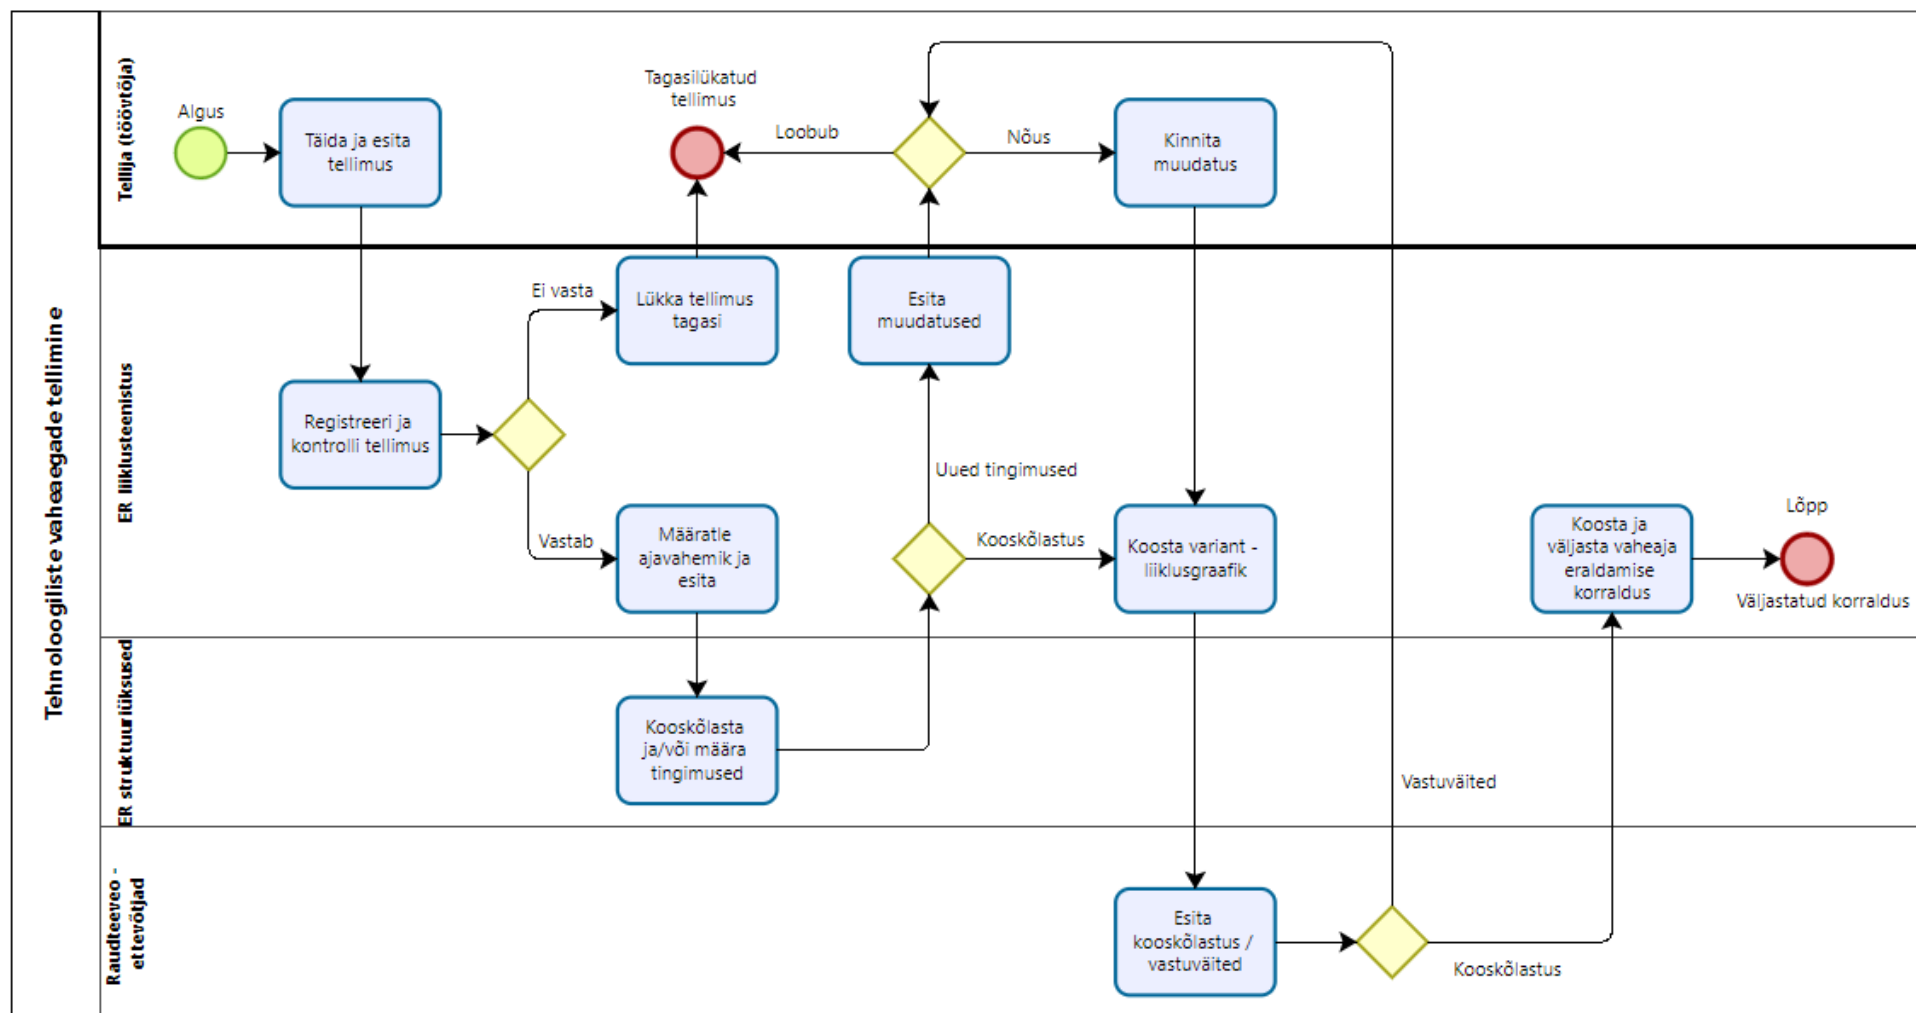 Tehnoloogiliste vaheaegade tellimine
Tellija (töövõtja)
Algus
Täida ja esita
tellimus
Tagasilükatud
tellimus
Loobub
Nõus
Kinnita
muudatus
ER liiklusteenistus
Registreeri ja
kontrolli tellimus
Ei vasta
Lükka tellimus
tagasi
Esita
muudatused
Uued tingimused
Vastab
Määratle
ajavahemik ja
esita
Kooskõlastus
Koosta variant -
liiklusgraafik
Koosta ja
väljasta vaheaja
eraldamise
korraldus
Lõpp
Väljastatud korraldus
ER struktuuriüksused
Kooskõlasta
ja/või määra
tingimused
Vastuväited
Raudteeveo -
ettevõtjad
Esita
kooskõlastus /
vastuväited
Kooskõlastus